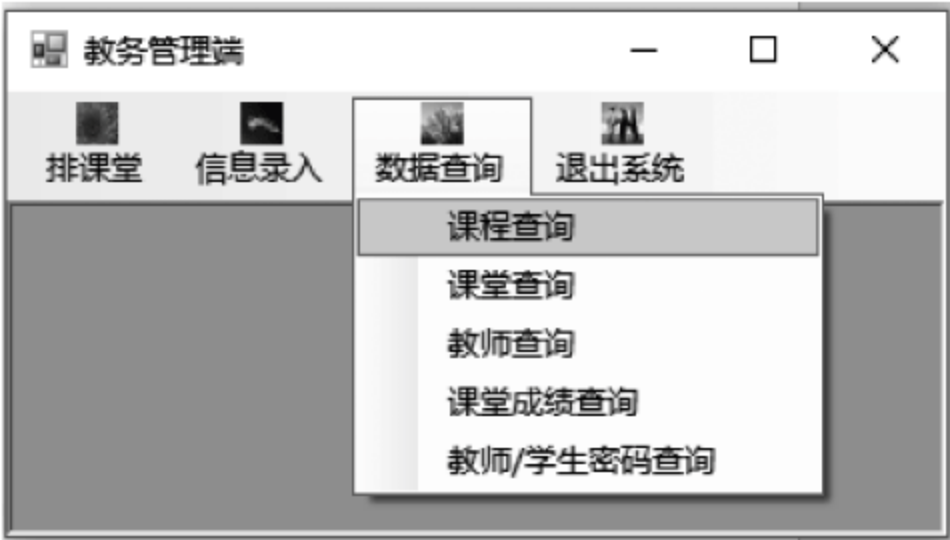 教务管理端
排课堂 信息录入 数据查询 退出系统
课程查询
课堂查询
教师查询
课堂成绩查询
教师/学生密码查询